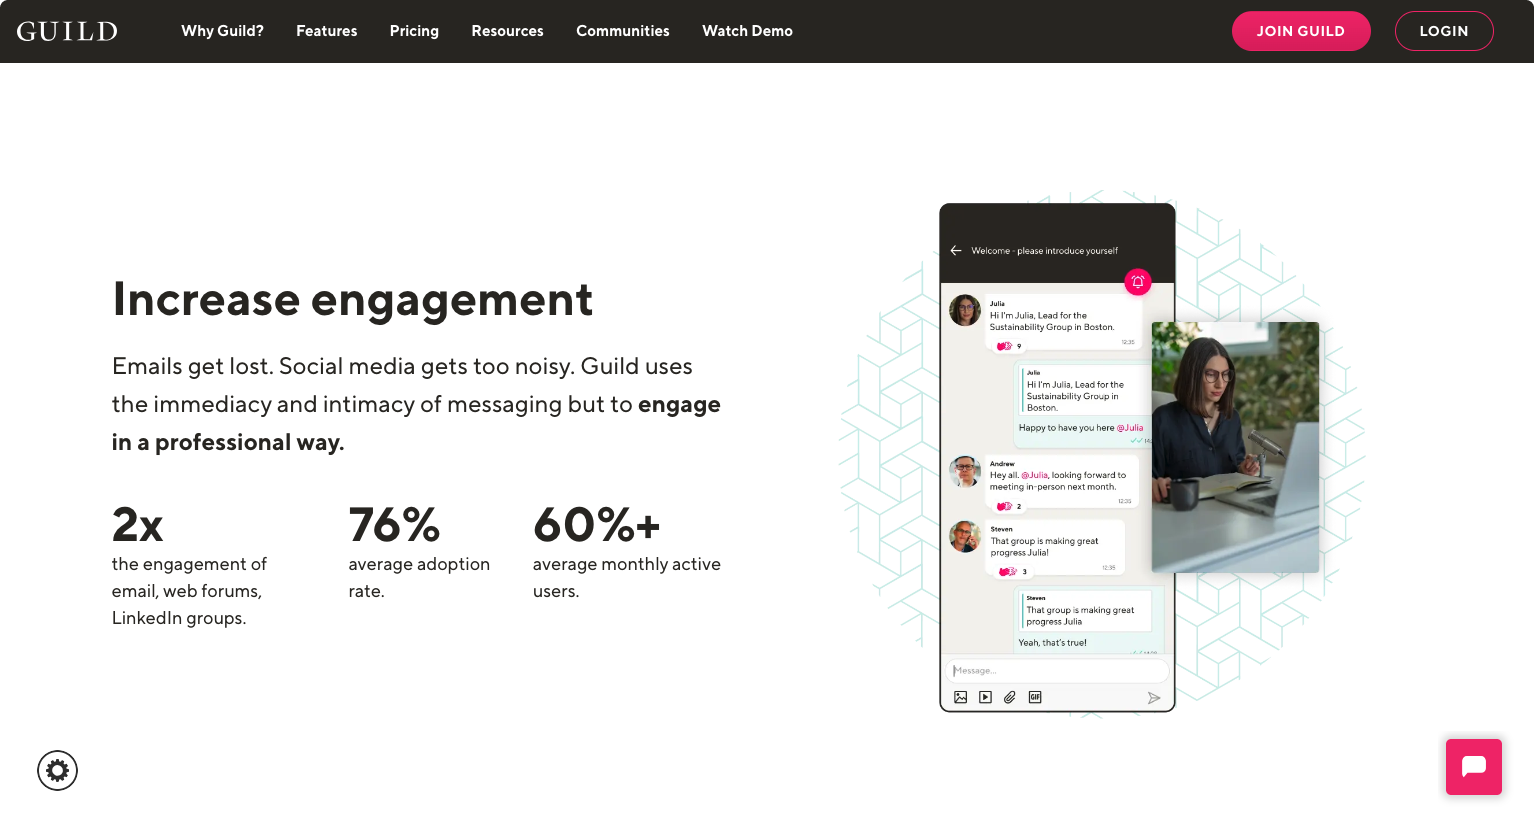 GUILD
Why Guild?
Features
Pricing
Resources
Communities
Watch Demo
JOIN GUILD
LOGIN
Increase engagement
Emails get lost. Social media gets too noisy. Guild uses
the immediacy and intimacy of messaging but to engage
in a professional way.
2x
the engagement of
email, web forums,
LinkedIn groups.
76%
average adoption
rate.
60%+
average monthly active
users.
Welcome - please introduce yourself
Julia
Hi I'm Julia, Lead for the
Sustainability Group in Boston.
12:35
9
Julia
Hi I'm Julia, Lead for the
Sustainability Group in
Boston.
Happy to have you here @Julia
Andrew
Hey all. @Julia, looking forward to
meeting in-person next month.
12:35
2
Steven
That group is making great
progress Julia!
12:35
3
Steven
That group is making great
progress Julia
Yeah, that's true!
Message...
GIF